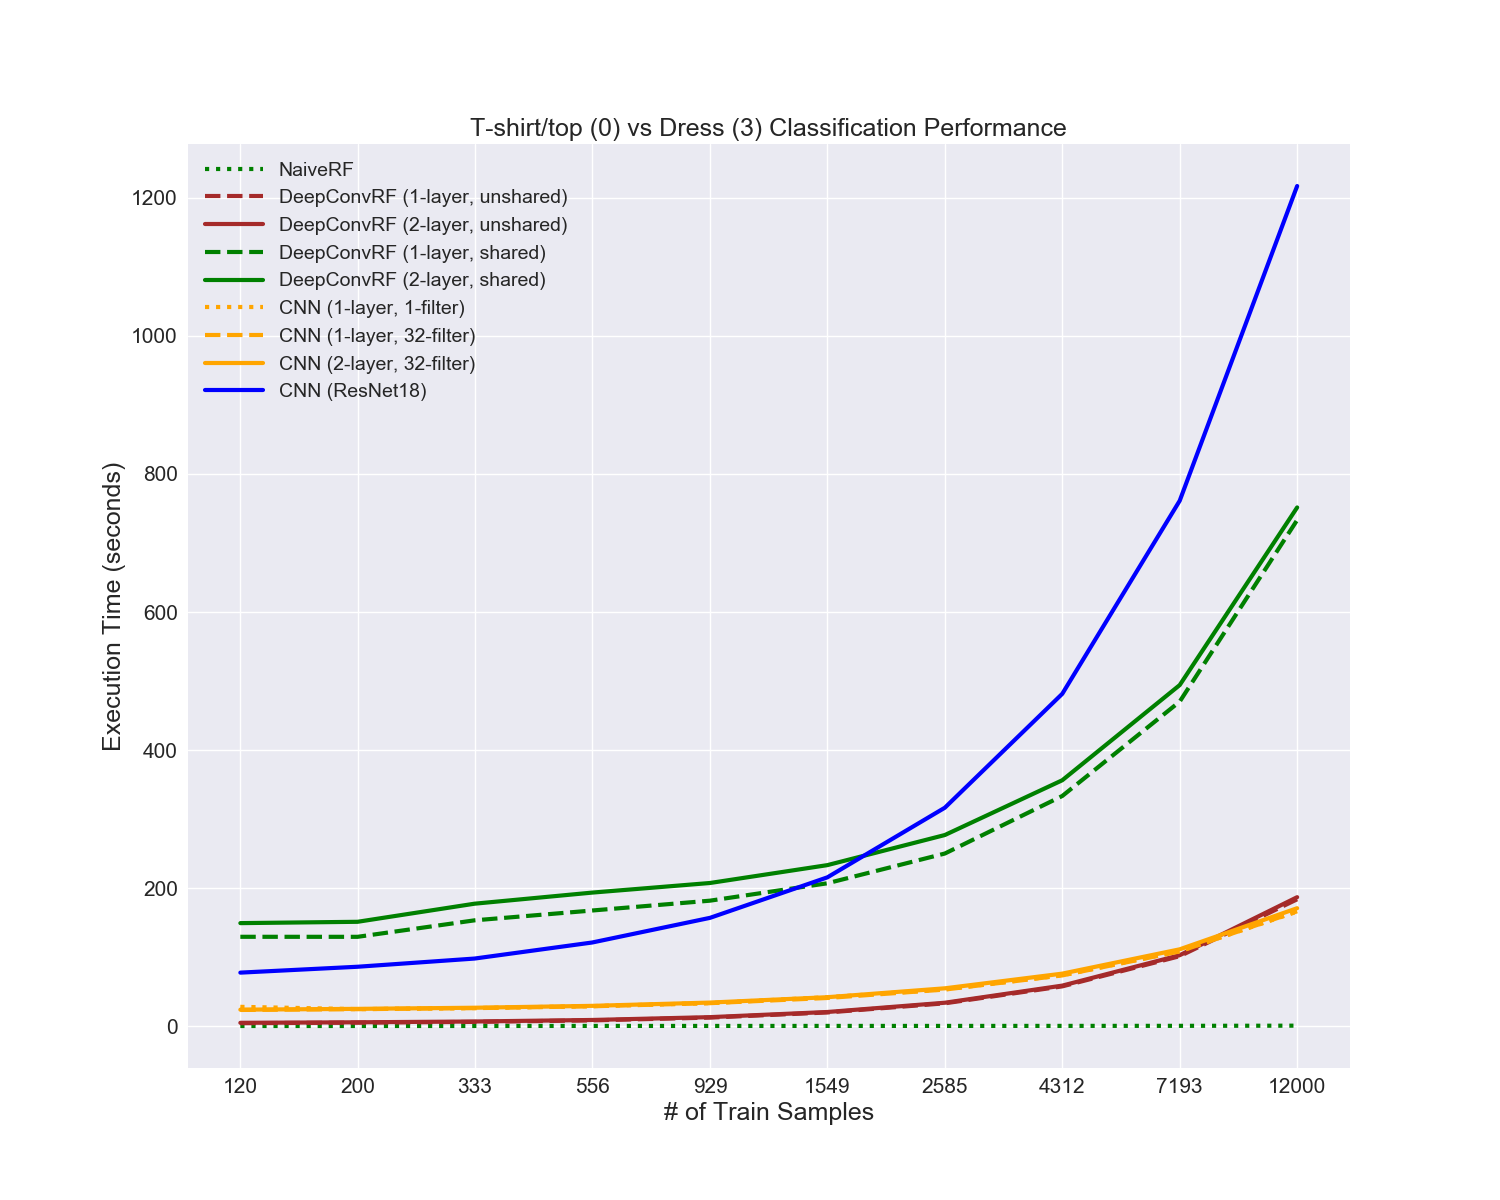 T-shirt/top (0) vs Dress (3) Classification Performance
NaiveRF
DeepConvRF (1-layer, unshared)
DeepConvRF (2-layer, unshared)
DeepConvRF (1-layer, shared)
DeepConvRF (2-layer, shared)
CNN (1-layer, 1-filter)
CNN (1-layer, 32-filter)
CNN (2-layer, 32-filter)
CNN (ResNet18)
Execution Time (seconds)
1200
1000
800
600
400
200
0
120 200 333 556 929 1549 2585 4312 7193 12000
# of Train Samples